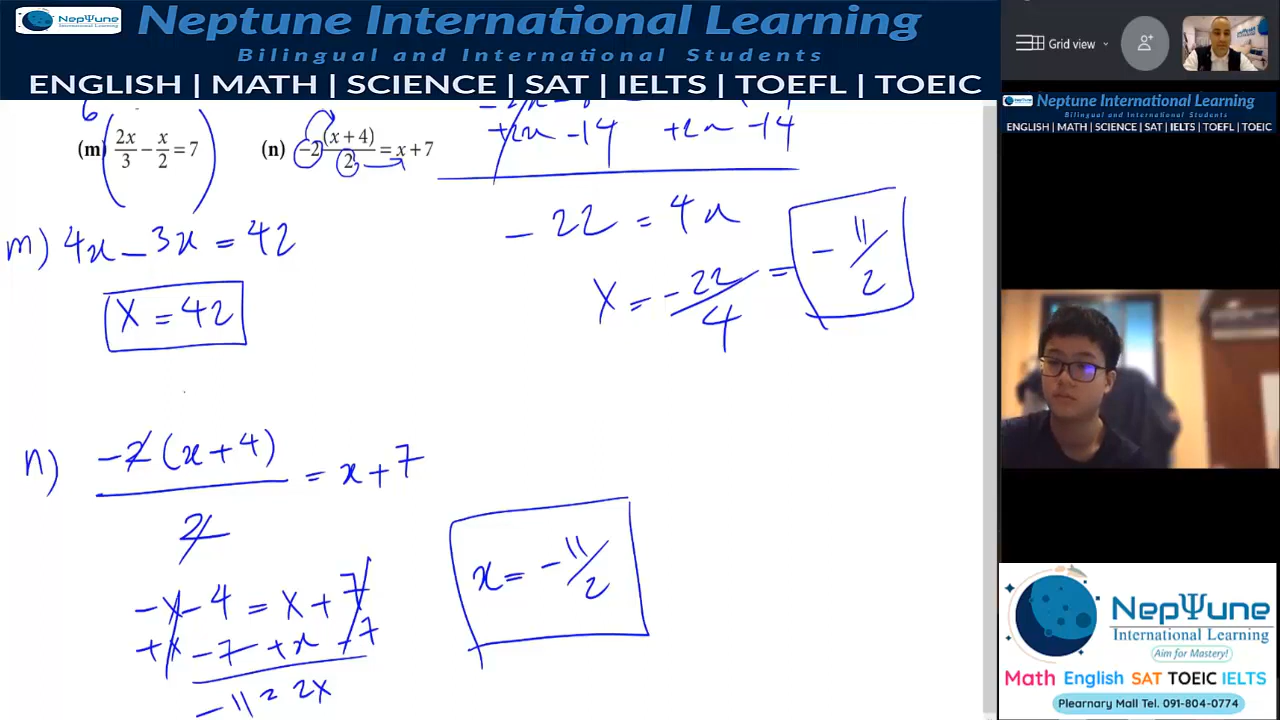 NepΨune
International Learning
Neptune International Learning
Bilingual and International Students
ENGLISH | MATH | SCIENCE | SAT | IELTS | TOEFL | TOEIC
Grid view
Neptune International Learning
Bilingual and International Students
ENGLISH | MATH | SCIENCE | SAT | IELTS | TOEFL | TOEIC
6
(m) (2x/3 − x/2 = 7)
(n) −2(x+4)/2 = x+7
+2x −14 +2x −14
−22 = 4x
x = −22/4 = −11/2
m) 4x − 3x = 42
x = 42
n) −2(x+4)/2 = x+7
−x − 4 = x + 7
+x − 7 + x − 7
−11 = 2x
x = −11/2
NepΨune
International Learning
Aim for Mastery!
Math English SAT TOEIC IELTS
Plearnary Mall Tel. 091-804-0774